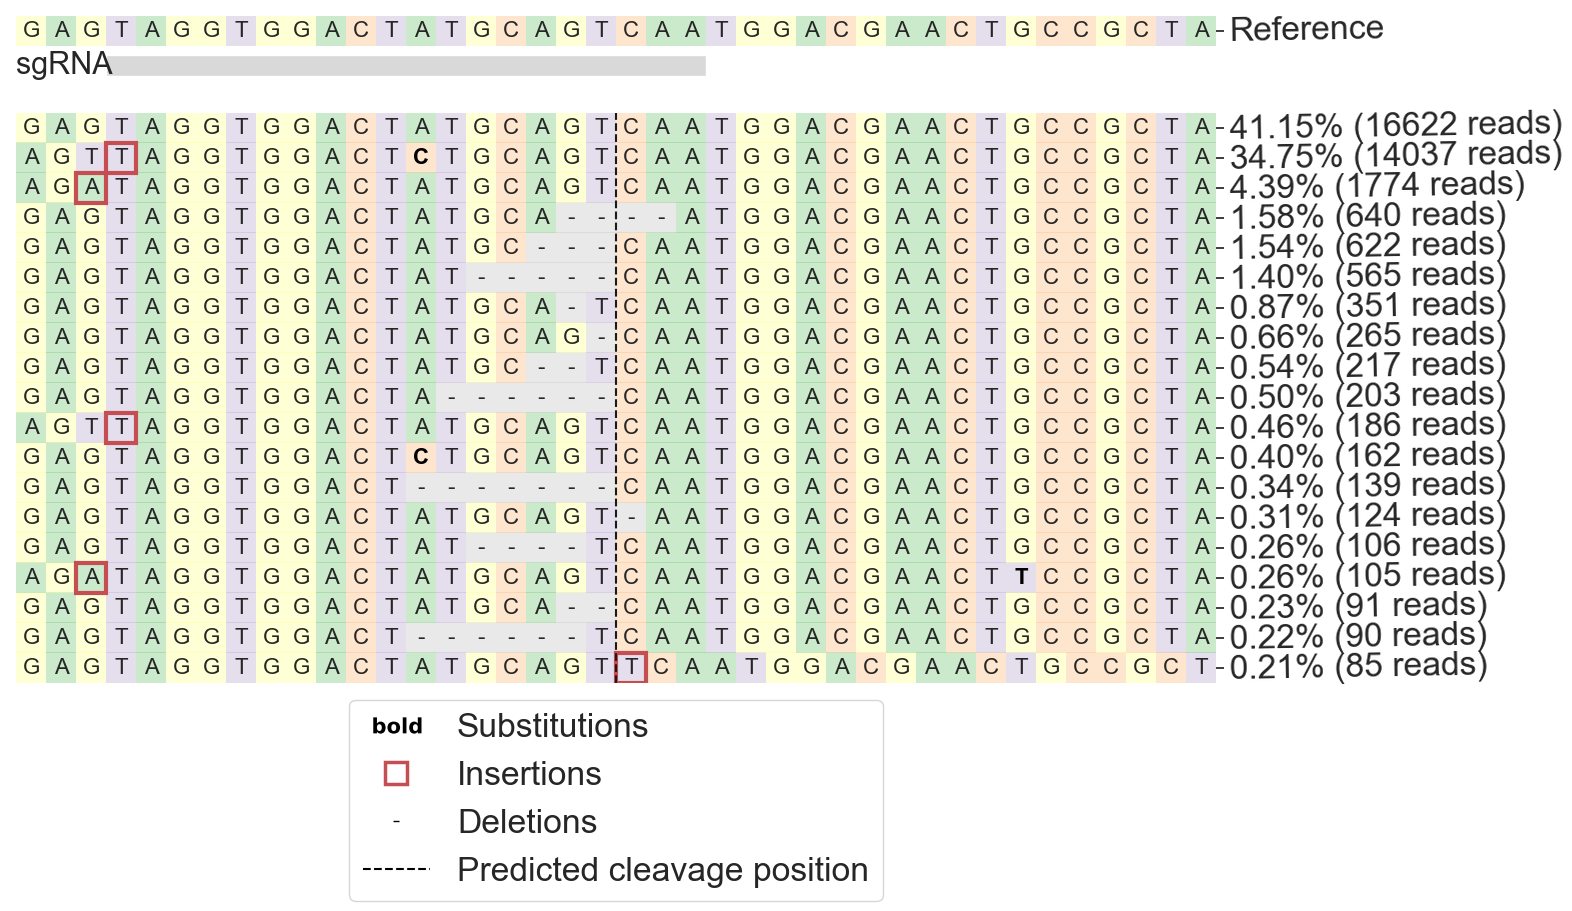 G A G T A G G T G G A C T A T G C A G T C A A T G G A C G A A C T G C C G C T A Reference
sgRNA
G A G T A G G T G G A C T A T G C A G T C A A T G G A C G A A C T G C C G C T A 41.15% (16622 reads)
A G T T A G G T G G A C T C T G C A G T C A A T G G A C G A A C T G C C G C T A 34.75% (14037 reads)
A G A T A G G T G G A C T A T G C A G T C A A T G G A C G A A C T G C C G C T A 4.39% (1774 reads)
G A G T A G G T G G A C T A T G C A - - - - A T G G A C G A A C T G C C G C T A 1.58% (640 reads)
G A G T A G G T G G A C T A T G C - - - C A A T G G A C G A A C T G C C G C T A 1.54% (622 reads)
G A G T A G G T G G A C T A T - - - - - C A A T G G A C G A A C T G C C G C T A 1.40% (565 reads)
G A G T A G G T G G A C T A T G C A - T C A A T G G A C G A A C T G C C G C T A 0.87% (351 reads)
G A G T A G G T G G A C T A T G C A G - C A A T G G A C G A A C T G C C G C T A 0.66% (265 reads)
G A G T A G G T G G A C T A T G C - - T C A A T G G A C G A A C T G C C G C T A 0.54% (217 reads)
G A G T A G G T G G A C T A - - - - - - C A A T G G A C G A A C T G C C G C T A 0.50% (203 reads)
A G T T A G G T G G A C T A T G C A G T C A A T G G A C G A A C T G C C G C T A 0.46% (186 reads)
G A G T A G G T G G A C T C T G C A G T C A A T G G A C G A A C T G C C G C T A 0.40% (162 reads)
G A G T A G G T G G A C T - - - - - - - C A A T G G A C G A A C T G C C G C T A 0.34% (139 reads)
G A G T A G G T G G A C T A T G C A G T - A A T G G A C G A A C T G C C G C T A 0.31% (124 reads)
G A G T A G G T G G A C T A T - - - - T C A A T G G A C G A A C T G C C G C T A 0.26% (106 reads)
A G A T A G G T G G A C T A T G C A G T C A A T G G A C G A A C T T C C G C T A 0.26% (105 reads)
G A G T A G G T G G A C T A T G C A - - C A A T G G A C G A A C T G C C G C T A 0.23% (91 reads)
G A G T A G G T G G A C T - - - - - - T C A A T G G A C G A A C T G C C G C T A 0.22% (90 reads)
G A G T A G G T G G A C T A T G C A G T T C A A T G G A C G A A C T G C C G C T 0.21% (85 reads)
bold Substitutions
Insertions
- Deletions
Predicted cleavage position